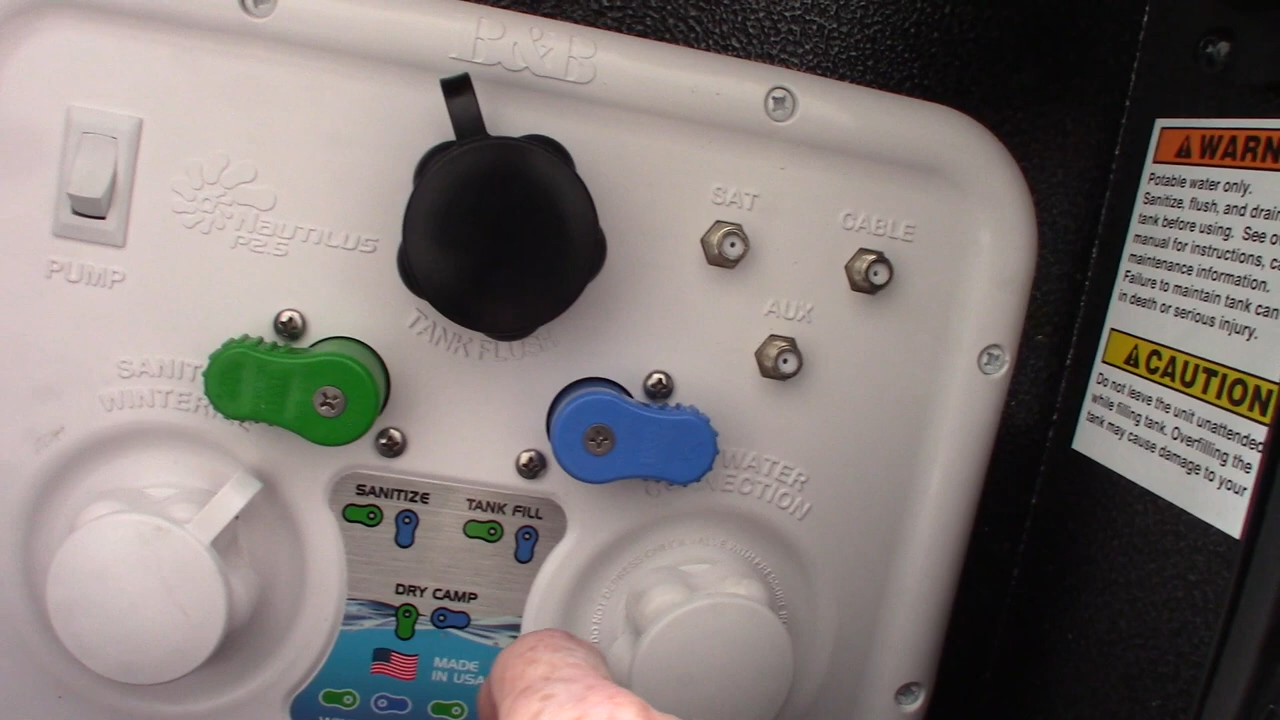 B&B
PUMP
NAUTILUS
P2.5
TANK FLUSH
SAT
CABLE
AUX
WATER
SANITIZE
TANK FILL
DRY CAMP
MADE
IN USA
WARN
Potable water only.
Sanitize, flush, and drain
tank before using. See
manual for instructions,
maintenance information.
Failure to maintain tank can
in death or serious injury.
CAUTION
Do not leave the unit unattended
while filling tank. Overfilling the
tank may cause damage to your